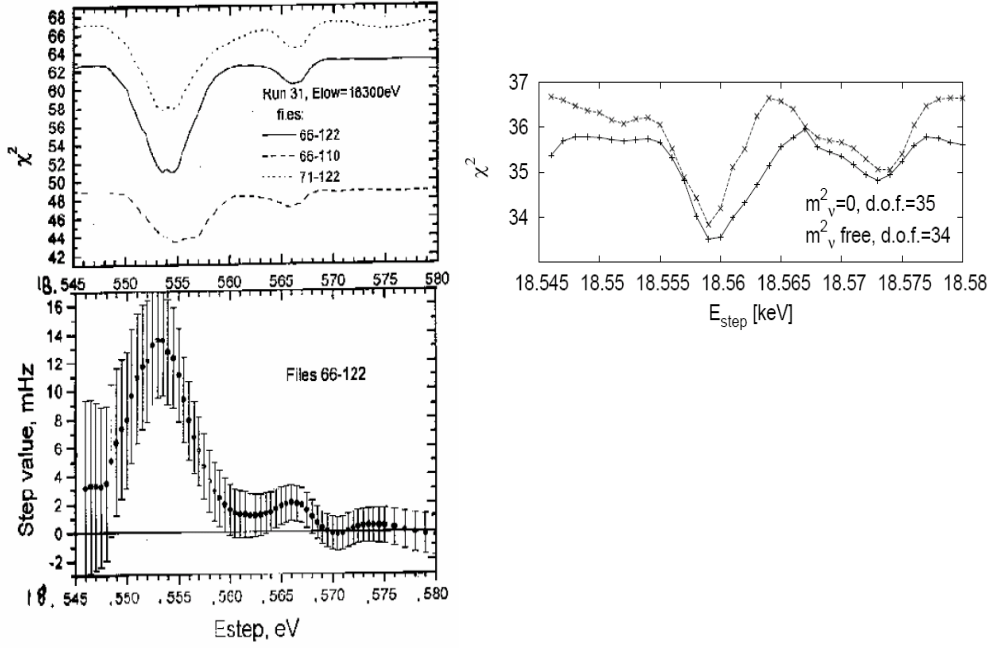 68
66
64
62
60
58
56
54
52
50
48
46
44
42
χ²
Run 31, Elow=18300eV
files:
66-122
66-110
71-122
18.545 .550 .555 .560 .565 .570 .575 .580
16
14
12
10
8
6
4
2
0
-2
Step value, mHz
Files 66-122
18.545 .550 .555 .560 .565 .570 .575 .580
Estep, eV
37
36
35
34
χ²
m²ν=0, d.o.f.=35
m²ν free, d.o.f.=34
18.545 18.55 18.555 18.56 18.565 18.57 18.575 18.58
Estep [keV]